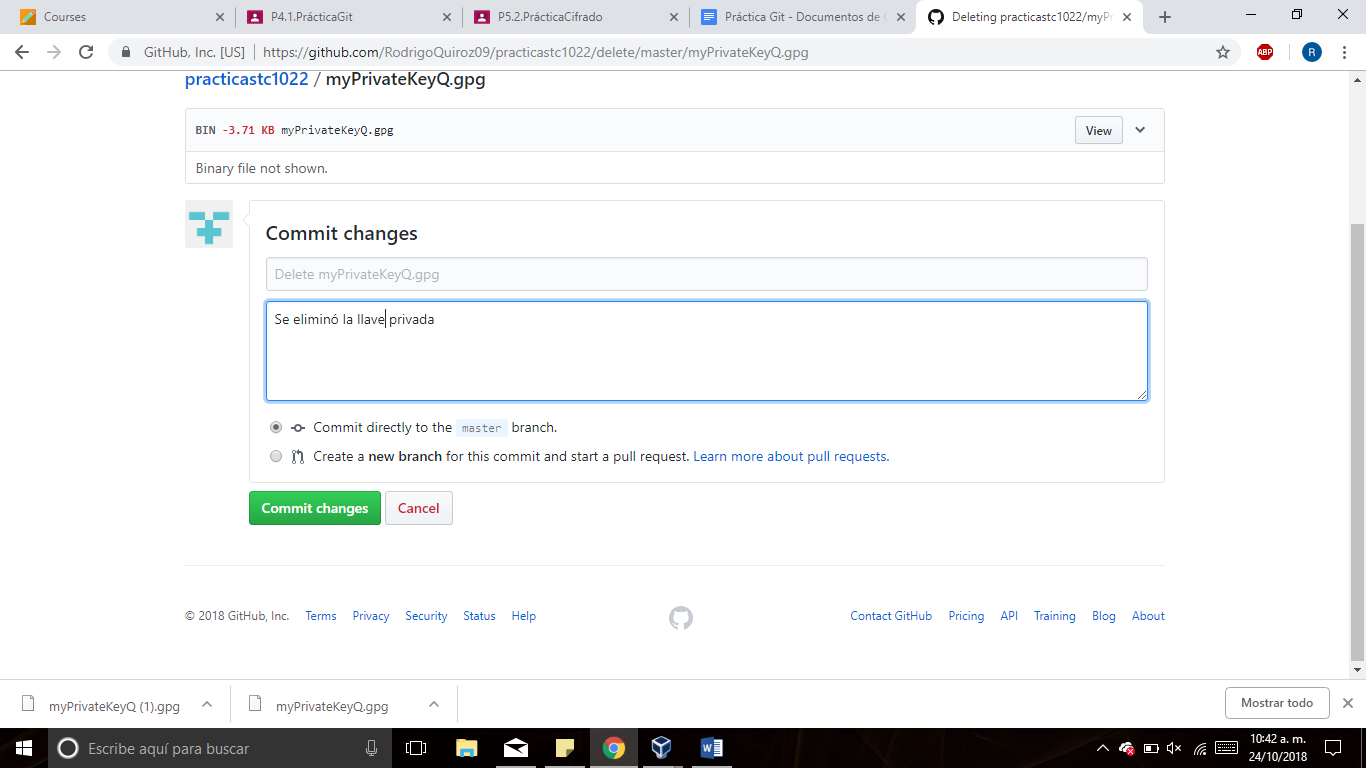 Courses
P4.1.PrácticaGit
P5.2.PrácticaCifrado
Práctica Git - Documentos de G
Deleting practicastc1022/myPr
GitHub, Inc. [US]
https://github.com/RodrigoQuiroz09/practicastc1022/delete/master/myPrivateKeyQ.gpg
ABP
R
practicastc1022 / myPrivateKeyQ.gpg
BIN -3.71 KB myPrivateKeyQ.gpg
View
Binary file not shown.
Commit changes
Delete myPrivateKeyQ.gpg
Se eliminó la llave privada
Commit directly to the master branch.
Create a new branch for this commit and start a pull request. Learn more about pull requests.
Commit changes
Cancel
© 2018 GitHub, Inc. Terms Privacy Security Status Help
Contact GitHub Pricing API Training Blog About
myPrivateKeyQ (1).gpg
myPrivateKeyQ.gpg
Mostrar todo
Escribe aquí para buscar
10:42 a. m.
24/10/2018